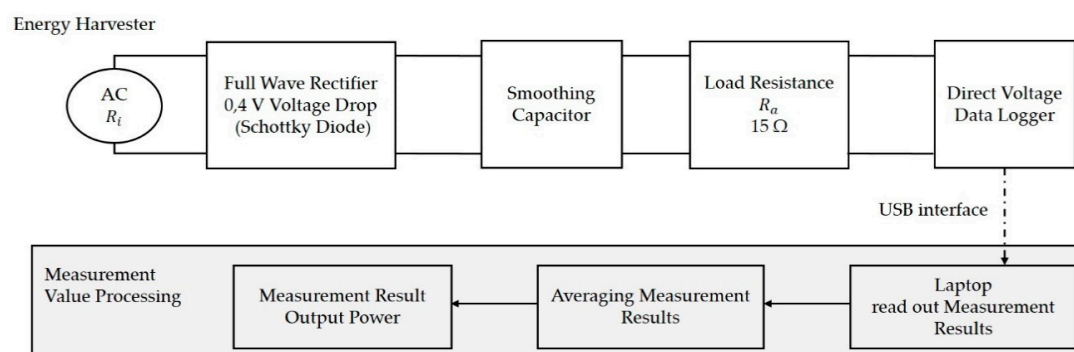 Energy Harvester
AC
R_i
Full Wave Rectifier
0,4 V Voltage Drop
(Schottky Diode)
Smoothing
Capacitor
Load Resistance
R_a
15 Ω
Direct Voltage
Data Logger
USB interface
Measurement
Value Processing
Measurement Result
Output Power
Averaging Measurement
Results
Laptop
read out Measurement
Results